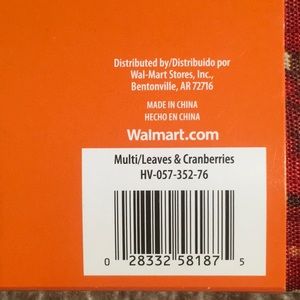 Distributed by/Distribuido por
Wal-Mart Stores, Inc.,
Bentonville, AR 72716
MADE IN CHINA
HECHO EN CHINA
Walmart.com
Multi/Leaves & Cranberries
HV-057-352-76
0 28332 58187 5